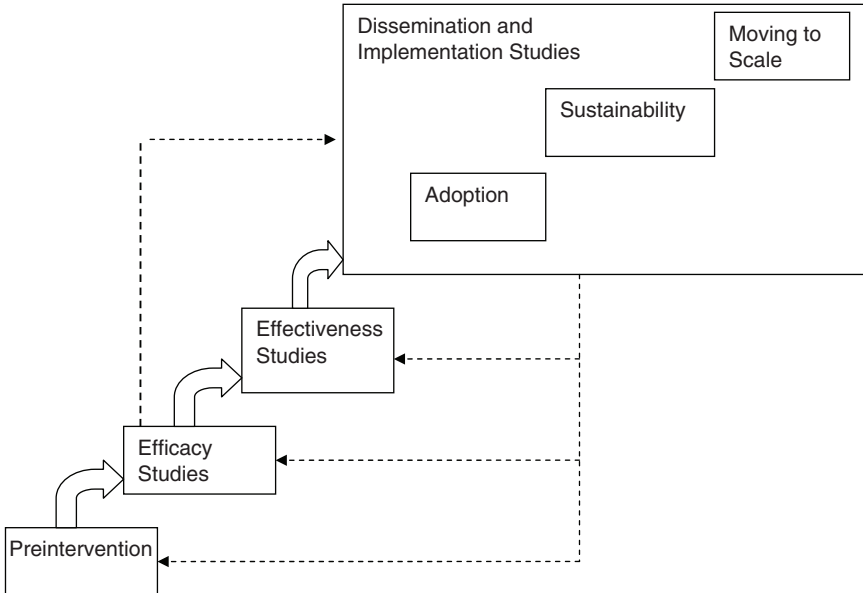 Dissemination and
Implementation Studies
Moving to
Scale
Sustainability
Adoption
Effectiveness
Studies
Efficacy
Studies
Preintervention